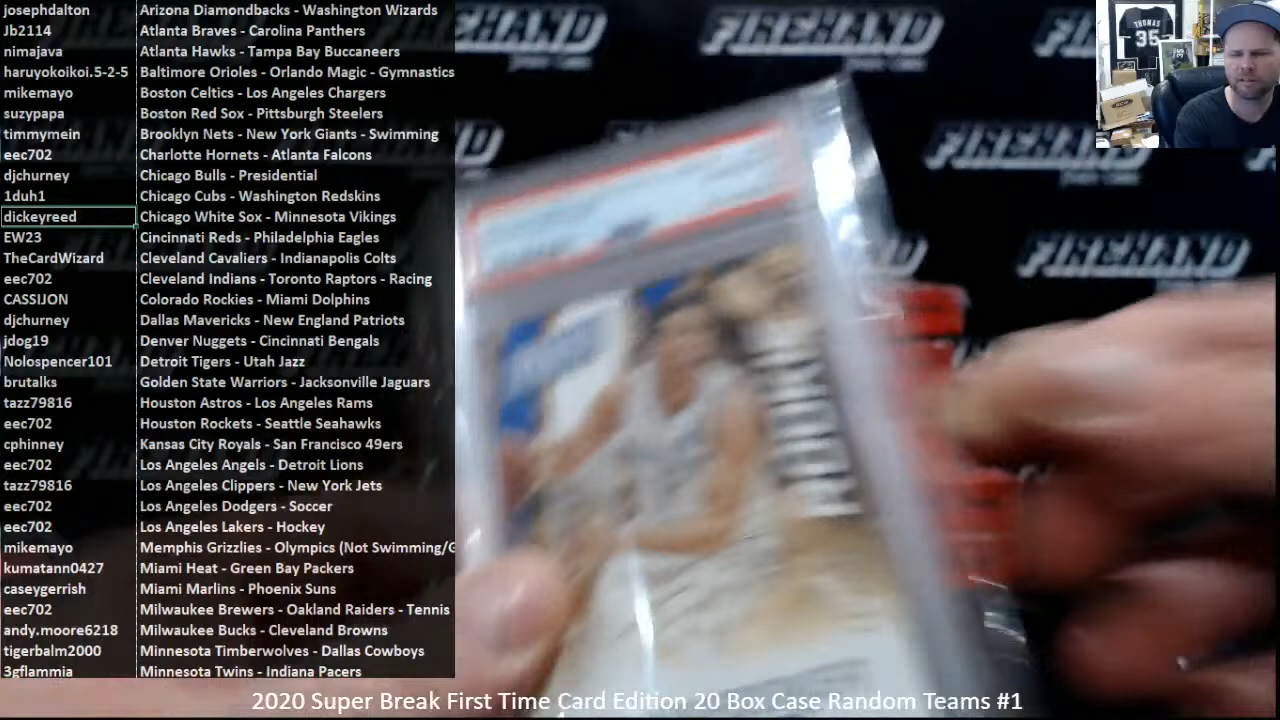 josephdalton Arizona Diamondbacks - Washington Wizards
Jb2114 Atlanta Braves - Carolina Panthers
nimajava Atlanta Hawks - Tampa Bay Buccaneers
haruyokoikoi.5-2-5 Baltimore Orioles - Orlando Magic - Gymnastics
mikemayo Boston Celtics - Los Angeles Chargers
suzypapa Boston Red Sox - Pittsburgh Steelers
timmymein Brooklyn Nets - New York Giants - Swimming
eec702 Charlotte Hornets - Atlanta Falcons
djchurney Chicago Bulls - Presidential
1duh1 Chicago Cubs - Washington Redskins
dickeyreed Chicago White Sox - Minnesota Vikings
EW23 Cincinnati Reds - Philadelphia Eagles
TheCardWizard Cleveland Cavaliers - Indianapolis Colts
eec702 Cleveland Indians - Toronto Raptors - Racing
CASSIJON Colorado Rockies - Miami Dolphins
djchurney Dallas Mavericks - New England Patriots
jdog19 Denver Nuggets - Cincinnati Bengals
Nolospencer101 Detroit Tigers - Utah Jazz
brutalks Golden State Warriors - Jacksonville Jaguars
tazz79816 Houston Astros - Los Angeles Rams
eec702 Houston Rockets - Seattle Seahawks
cphinney Kansas City Royals - San Francisco 49ers
eec702 Los Angeles Angels - Detroit Lions
tazz79816 Los Angeles Clippers - New York Jets
eec702 Los Angeles Dodgers - Soccer
eec702 Los Angeles Lakers - Hockey
mikemayo Memphis Grizzlies - Olympics (Not Swimming/G
kumatann0427 Miami Heat - Green Bay Packers
caseygerrish Miami Marlins - Phoenix Suns
eec702 Milwaukee Brewers - Oakland Raiders - Tennis
andy.moore6218 Milwaukee Bucks - Cleveland Browns
tigerbalm2000 Minnesota Timberwolves - Dallas Cowboys
3gflammia Minnesota Twins - Indiana Pacers
FIREHAND
FIREHAND
FIREHAND
FIREHAND
FIREHAND
THOMAS
35
2020 Super Break First Time Card Edition 20 Box Case Random Teams #1